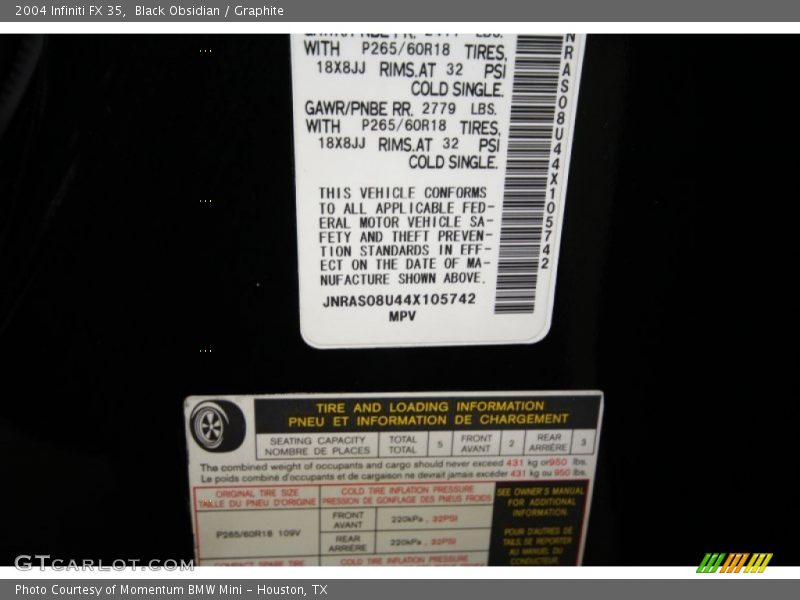 2004 Infiniti FX 35,  Black Obsidian / Graphite
WITH P265/60R18 TIRES,
18X8JJ RIMS.AT 32 PSI
COLD SINGLE.
GAWR/PNBE RR. 2779 LBS.
WITH P265/60R18 TIRES,
18X8JJ RIMS.AT 32 PSI
COLD SINGLE.
THIS VEHICLE CONFORMS
TO ALL APPLICABLE FED-
ERAL MOTOR VEHICLE SA-
FETY AND THEFT PREVEN-
TION STANDARDS IN EFF-
ECT ON THE DATE OF MA-
NUFACTURE SHOWN ABOVE.
JNRAS08U44X105742
MPV
NRAS08U44X105742
TIRE AND LOADING INFORMATION
PNEU ET INFORMATION DE CHARGEMENT
SEATING CAPACITY
NOMBRE DE PLACES
TOTAL
TOTAL
5
FRONT
AVANT
2
REAR
ARRIÈRE
3
The combined weight of occupants and cargo should never exceed 431 kg or 950 lbs.
Le poids combiné d'occupants et de cargaison ne devrait jamais excéder 431 kg ou 950 lbs.
ORIGINAL TIRE SIZE
TAILLE DU PNEU D'ORIGINE
COLD TIRE INFLATION PRESSURE
PRESSION DE GONFLAGE DES PNEUS FROIDS
P265/60R18 109V
FRONT
AVANT
220kPa , 32PSI
REAR
ARRIÈRE
220kPa , 32PSI
SEE OWNER'S MANUAL
FOR ADDITIONAL
INFORMATION.
POUR D'AUTRES DE
TAILS SE REPORTER
AU MANUEL DU
CONDUCTEUR.
COMPACT SPARE TIRE
COLD TIRE INFLATION PRESSURE
GTCarLot.com
Photo Courtesy of Momentum BMW Mini - Houston, TX